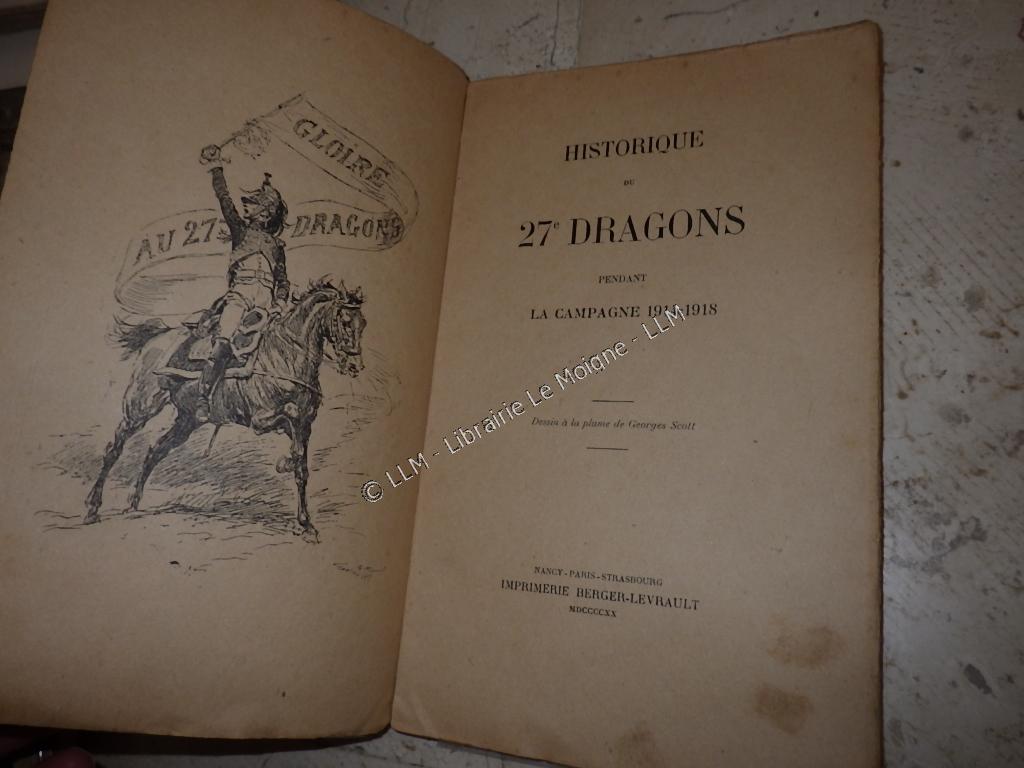 GLOIRE
AU 27e DRAGONS
HISTORIQUE
DU
27e DRAGONS
PENDANT
LA CAMPAGNE 1914-1918
Dessin à la plume de Georges Scott
NANCY-PARIS-STRASBOURG
IMPRIMERIE BERGER-LEVRAULT
MDCCCCXX
© LLM - Librairie Le Moigne - LLM